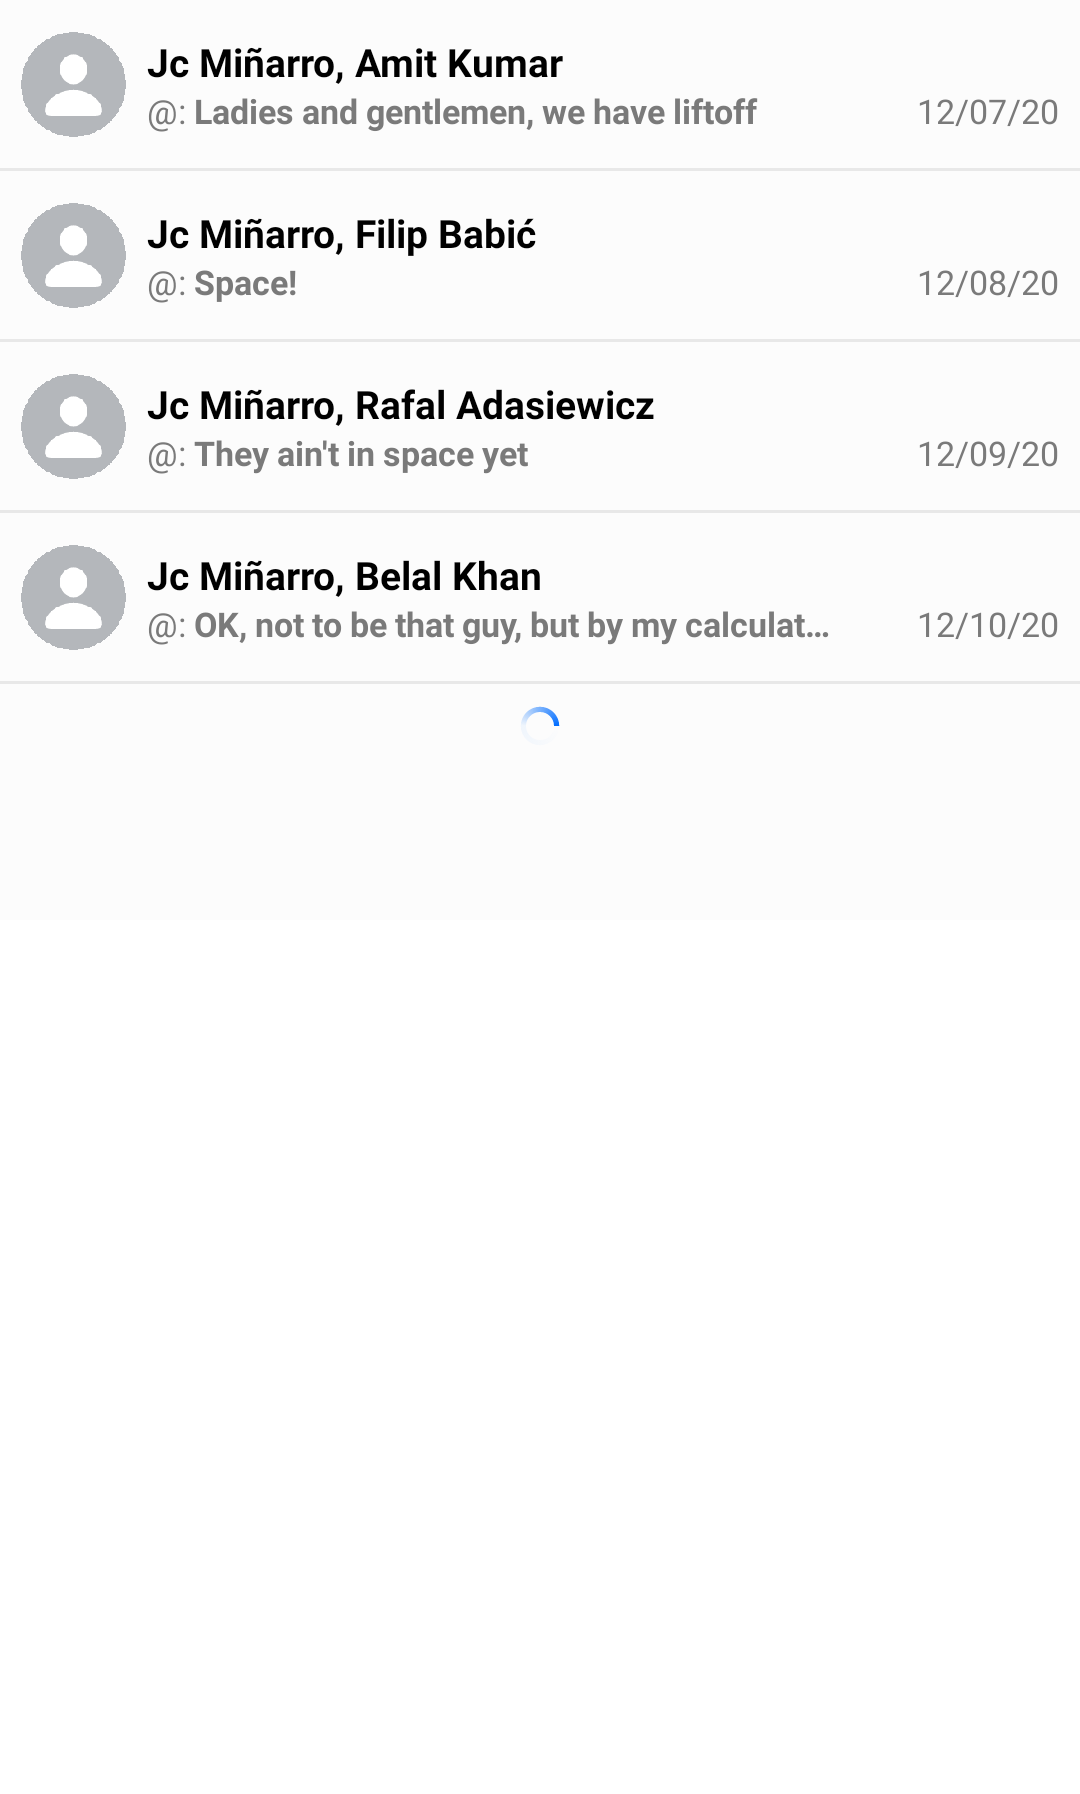 Jc Miñarro, Amit Kumar
@: Ladies and gentlemen, we have liftoff 12/07/20
Jc Miñarro, Filip Babić
@: Space! 12/08/20
Jc Miñarro, Rafal Adasiewicz
@: They ain't in space yet 12/09/20
Jc Miñarro, Belal Khan
@: OK, not to be that guy, but by my calculat... 12/10/20